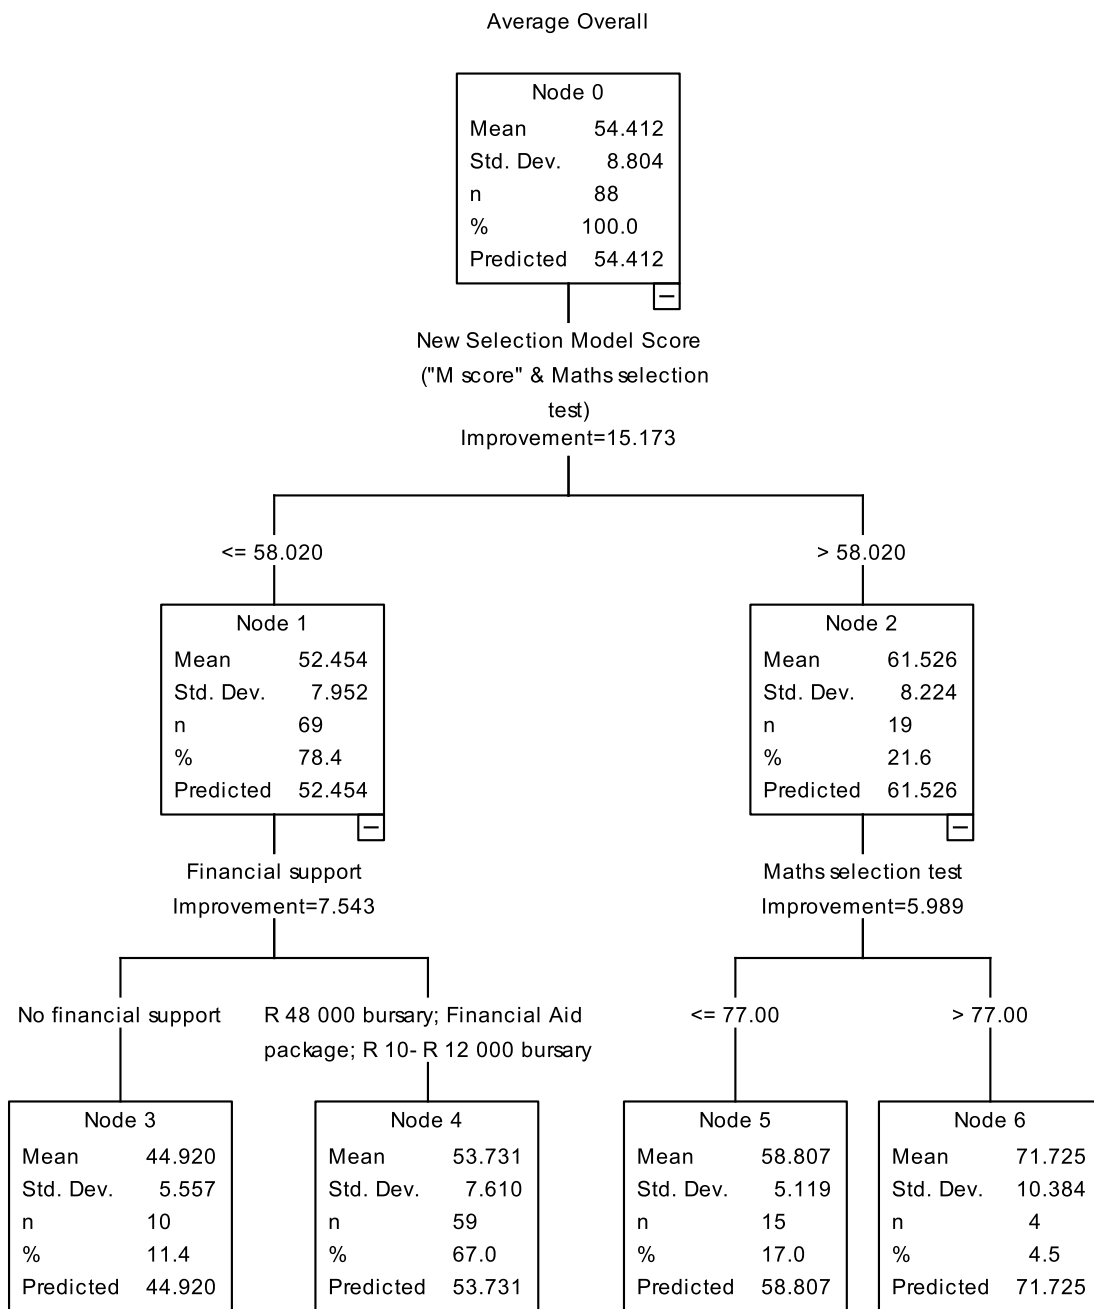 Average Overall
Node 0
Mean 54.412
Std. Dev. 8.804
n 88
% 100.0
Predicted 54.412
New Selection Model Score
("M score" & Maths selection
test)
Improvement=15.173
<= 58.020
> 58.020
Node 1
Mean 52.454
Std. Dev. 7.952
n 69
% 78.4
Predicted 52.454
Node 2
Mean 61.526
Std. Dev. 8.224
n 19
% 21.6
Predicted 61.526
Financial support
Improvement=7.543
Maths selection test
Improvement=5.989
No financial support
R 48 000 bursary; Financial Aid
package; R 10- R 12 000 bursary
<= 77.00
> 77.00
Node 3
Mean 44.920
Std. Dev. 5.557
n 10
% 11.4
Predicted 44.920
Node 4
Mean 53.731
Std. Dev. 7.610
n 59
% 67.0
Predicted 53.731
Node 5
Mean 58.807
Std. Dev. 5.119
n 15
% 17.0
Predicted 58.807
Node 6
Mean 71.725
Std. Dev. 10.384
n 4
% 4.5
Predicted 71.725